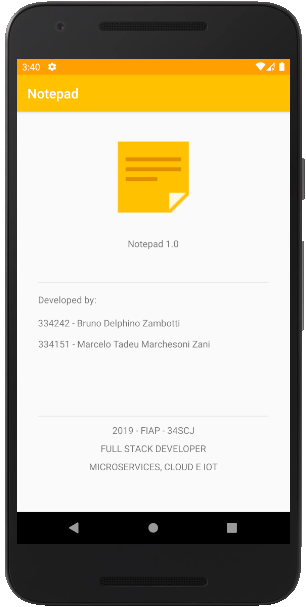 3:40
Notepad
Notepad 1.0
Developed by:
334242 - Bruno Delphino Zambotti
334151 - Marcelo Tadeu Marchesoni Zani
2019 - FIAP - 34SCJ
FULL STACK DEVELOPER
MICROSERVICES, CLOUD E IOT